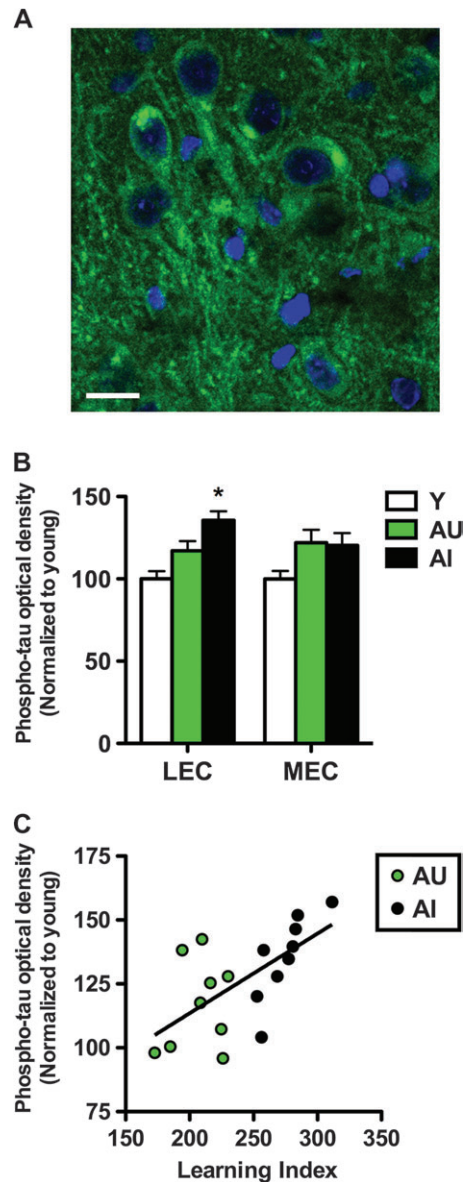 A
B
Phospho-tau optical density
(Normalized to young)
150
100
50
0
*
Y
AU
AI
LEC
MEC
C
Phospho-tau optical density
(Normalized to young)
175
150
125
100
75
AU
AI
150 200 250 300 350
Learning Index